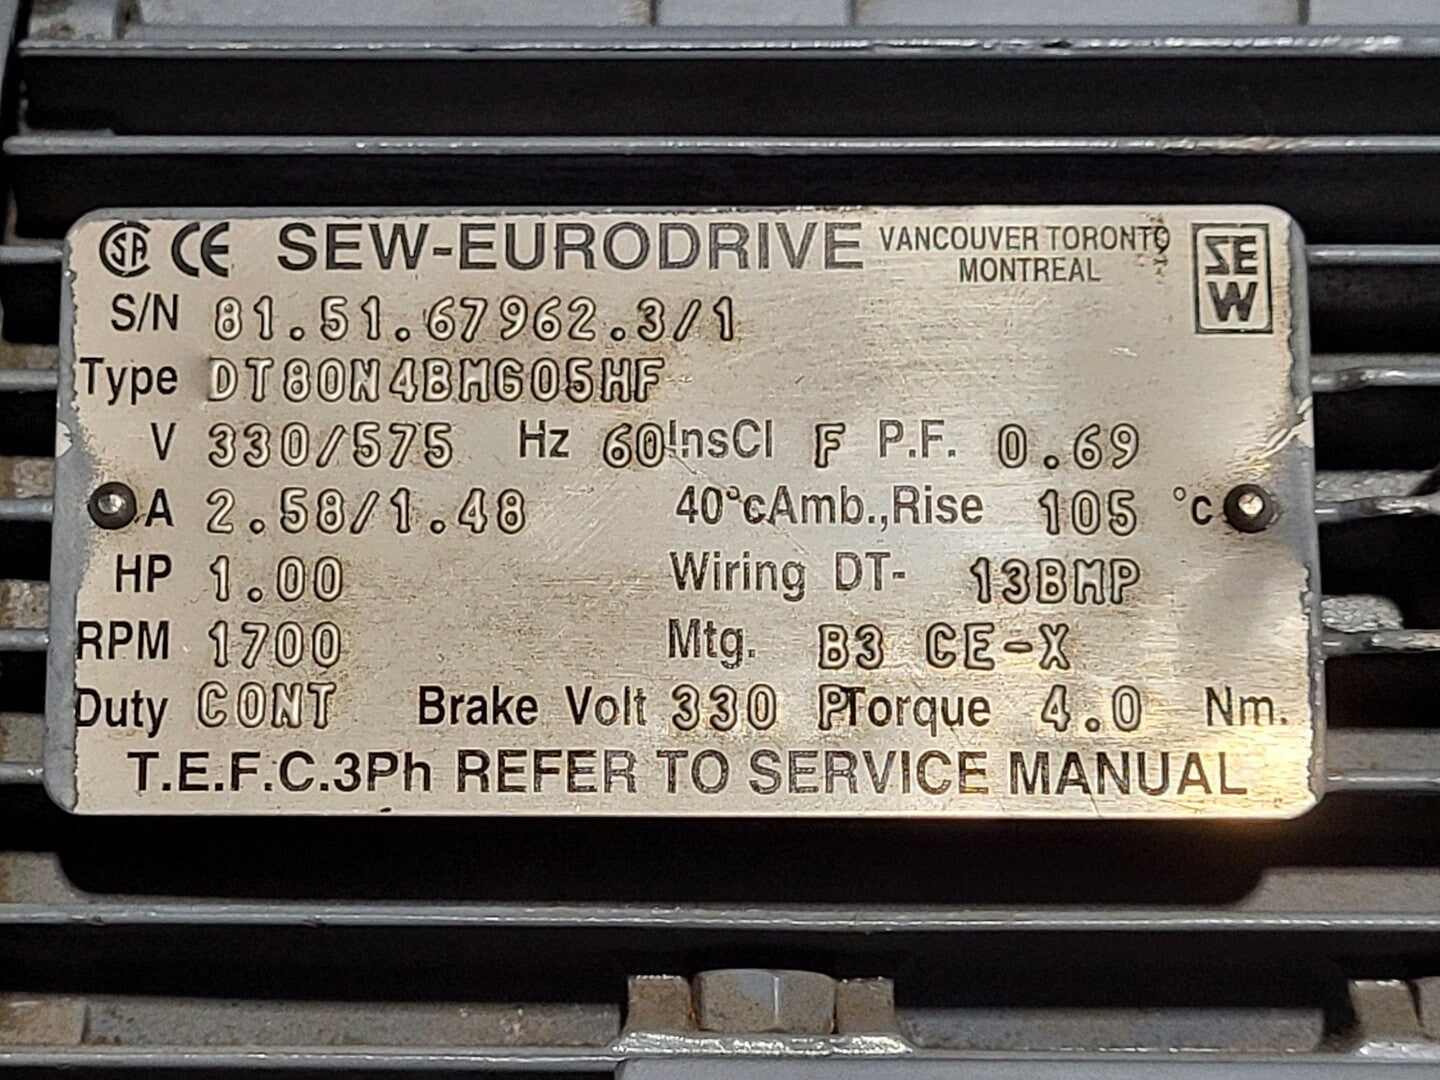 SA CE SEW-EURODRIVE VANCOUVER TORONTO MONTREAL SEW
S/N 81.51.67962.3/1
Type DT80N4BMG05HF
V 330/575 Hz 60 InsCl F P.F. 0.69
A 2.58/1.48 40°cAmb.,Rise 105 °c
HP 1.00 Wiring DT- 13BMP
RPM 1700 Mtg. B3 CE-X
Duty CONT Brake Volt 330 P Torque 4.0 Nm.
T.E.F.C.3Ph REFER TO SERVICE MANUAL